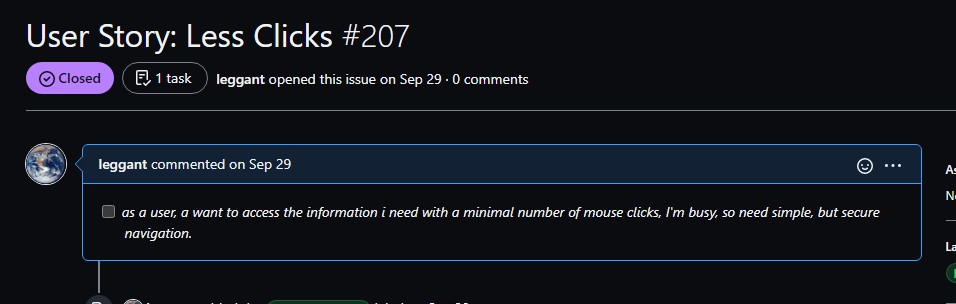 User Story: Less Clicks #207
Closed 1 task leggant opened this issue on Sep 29 · 0 comments
leggant commented on Sep 29
as a user, a want to access the information i need with a minimal number of mouse clicks, I'm busy, so need simple, but secure
navigation.